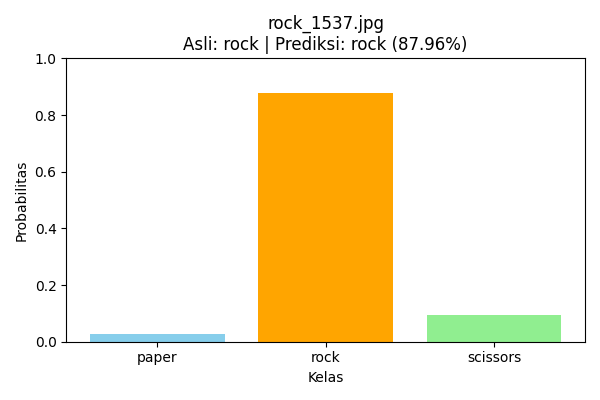 rock_1537.jpg
Asli: rock | Prediksi: rock (87.96%)
1.0
0.8
0.6
0.4
0.2
0.0
Probabilitas
paper
rock
scissors
Kelas